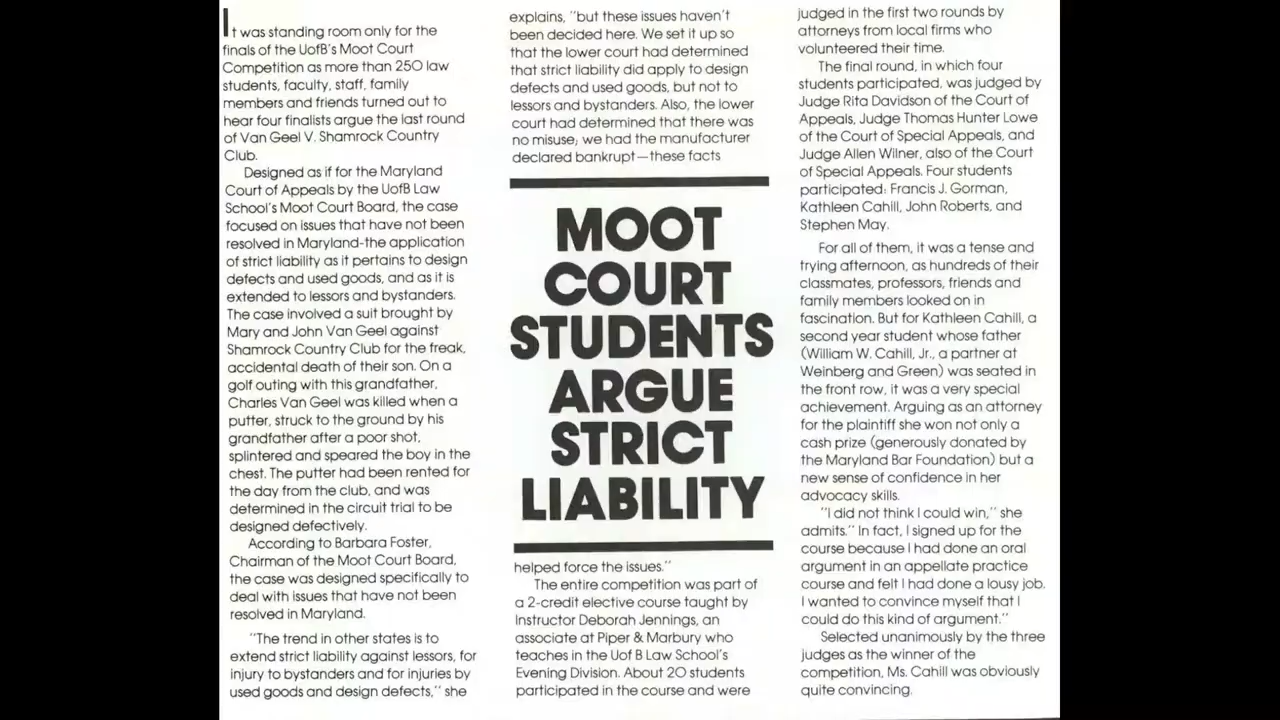 It was standing room only for the
finals of the UofB's Moot Court
Competition as more than 250 law
students, faculty, staff, family
members and friends turned out to
hear four finalists argue the last round
of Van Geel V. Shamrock Country
Club.
Designed as if for the Maryland
Court of Appeals by the UofB Law
School's Moot Court Board, the case
focused on issues that have not been
resolved in Maryland-the application
of strict liability as it pertains to design
defects and used goods, and as it is
extended to lessors and bystanders.
The case involved a suit brought by
Mary and John Van Geel against
Shamrock Country Club for the freak,
accidental death of their son. On a
golf outing with this grandfather,
Charles Van Geel was killed when a
putter, struck to the ground by his
grandfather after a poor shot,
splintered and speared the boy in the
chest. The putter had been rented for
the day from the club, and was
determined in the circuit trial to be
designed defectively.
According to Barbara Foster,
Chairman of the Moot Court Board,
the case was designed specifically to
deal with issues that have not been
resolved in Maryland.
"The trend in other states is to
extend strict liability against lessors, for
injury to bystanders and for injuries by
used goods and design defects," she
explains, "but these issues haven't
been decided here. We set it up so
that the lower court had determined
that strict liability did apply to design
defects and used goods, but not to
lessors and bystanders. Also, the lower
court had determined that there was
no misuse; we had the manufacturer
declared bankrupt—these facts
MOOT
COURT
STUDENTS
ARGUE
STRICT
LIABILITY
helped force the issues."
The entire competition was part of
a 2-credit elective course taught by
Instructor Deborah Jennings, an
associate at Piper & Marbury who
teaches in the Uof B Law School's
Evening Division. About 20 students
participated in the course and were
judged in the first two rounds by
attorneys from local firms who
volunteered their time.
The final round, in which four
students participated, was judged by
Judge Rita Davidson of the Court of
Appeals, Judge Thomas Hunter Lowe
of the Court of Special Appeals, and
Judge Allen Wilner, also of the Court
of Special Appeals. Four students
participated: Francis J. Gorman,
Kathleen Cahill, John Roberts, and
Stephen May.
For all of them, it was a tense and
trying afternoon, as hundreds of their
classmates, professors, friends and
family members looked on in
fascination. But for Kathleen Cahill, a
second year student whose father
(William W. Cahill, Jr., a partner at
Weinberg and Green) was seated in
the front row, it was a very special
achievement. Arguing as an attorney
for the plaintiff she won not only a
cash prize (generously donated by
the Maryland Bar Foundation) but a
new sense of confidence in her
advocacy skills.
"I did not think I could win," she
admits." In fact, I signed up for the
course because I had done an oral
argument in an appellate practice
course and felt I had done a lousy job.
I wanted to convince myself that I
could do this kind of argument."
Selected unanimously by the three
judges as the winner of the
competition, Ms. Cahill was obviously
quite convincing.